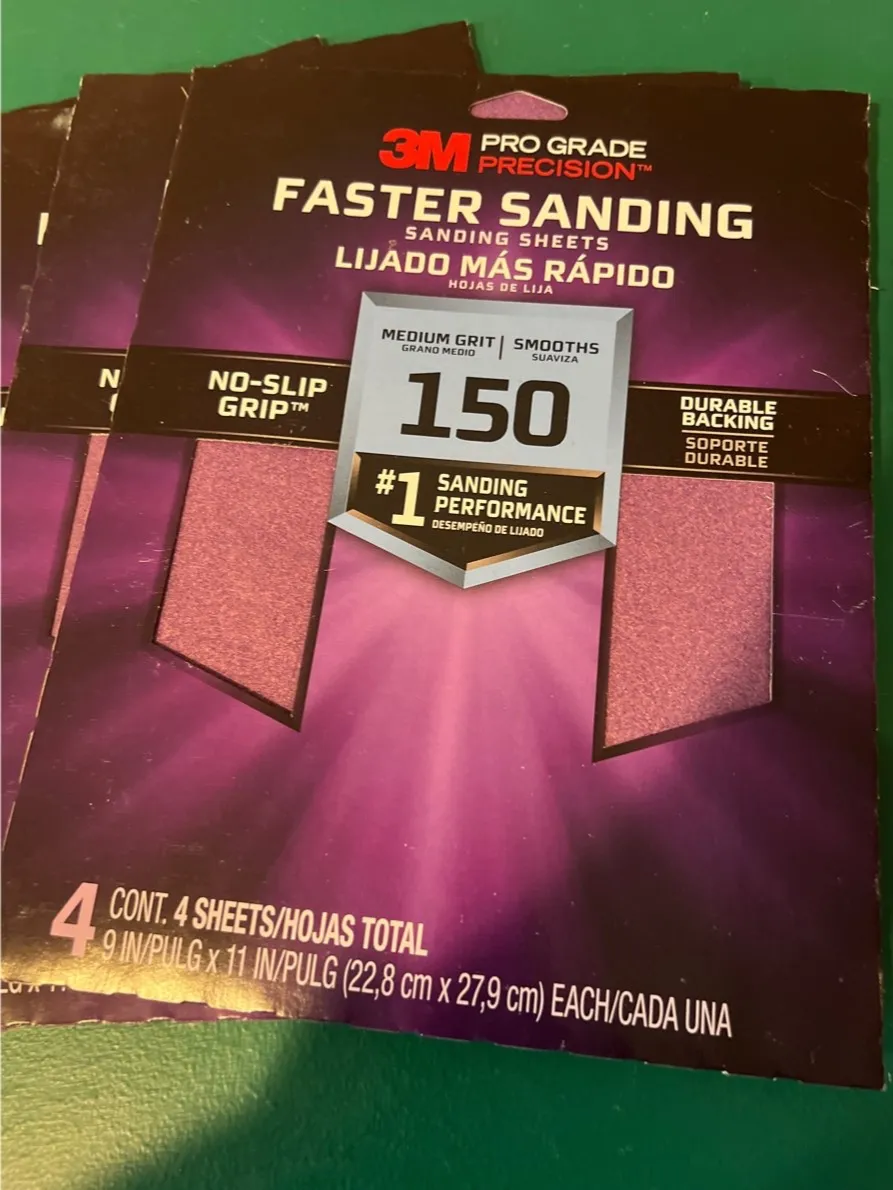 3M PRO GRADE
PRECISION™
FASTER SANDING
SANDING SHEETS
LIJADO MÁS RÁPIDO
HOJAS DE LIJA
MEDIUM GRIT | SMOOTHS
GRANO MEDIO SUAVIZA
150
NO-SLIP
GRIP™
DURABLE
BACKING
SOPORTE
DURABLE
#1 SANDING
PERFORMANCE
DESEMPEÑO DE LIJADO
4 CONT. 4 SHEETS/HOJAS TOTAL
9 IN/PULG x 11 IN/PULG (22,8 cm x 27,9 cm) EACH/CADA UNA